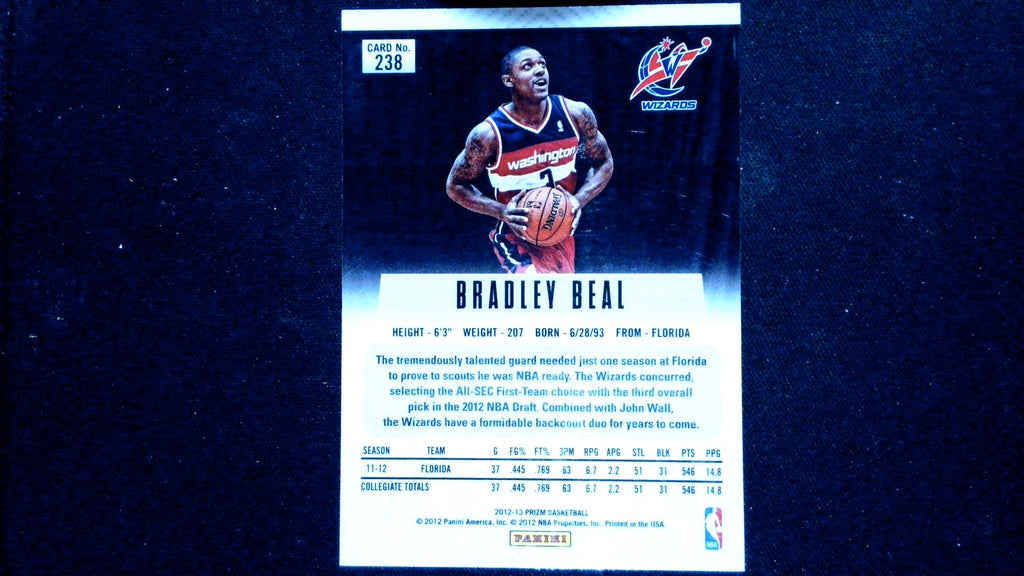 CARD No.
238
WIZARDS
washington
3
SPALDING
BRADLEY BEAL
HEIGHT - 6'3" WEIGHT - 207 BORN - 6/28/93 FROM - FLORIDA
The tremendously talented guard needed just one season at Florida
to prove to scouts he was NBA ready. The Wizards concurred,
selecting the All-SEC First-Team choice with the third overall
pick in the 2012 NBA Draft. Combined with John Wall,
the Wizards have a formidable backcourt duo for years to come.
SEASON TEAM G FG% FT% 3PM RPG APG STL BLK PTS PPG
11-12 FLORIDA 37 .445 .769 63 6.7 2.2 51 31 546 14.8
COLLEGIATE TOTALS 37 .445 .769 63 6.7 2.2 51 31 546 14.8
2012-13 PRIZM BASKETBALL
© 2012 Panini America, Inc. © 2012 NBA Properties, Inc. Printed in the USA
PANINI
NBA